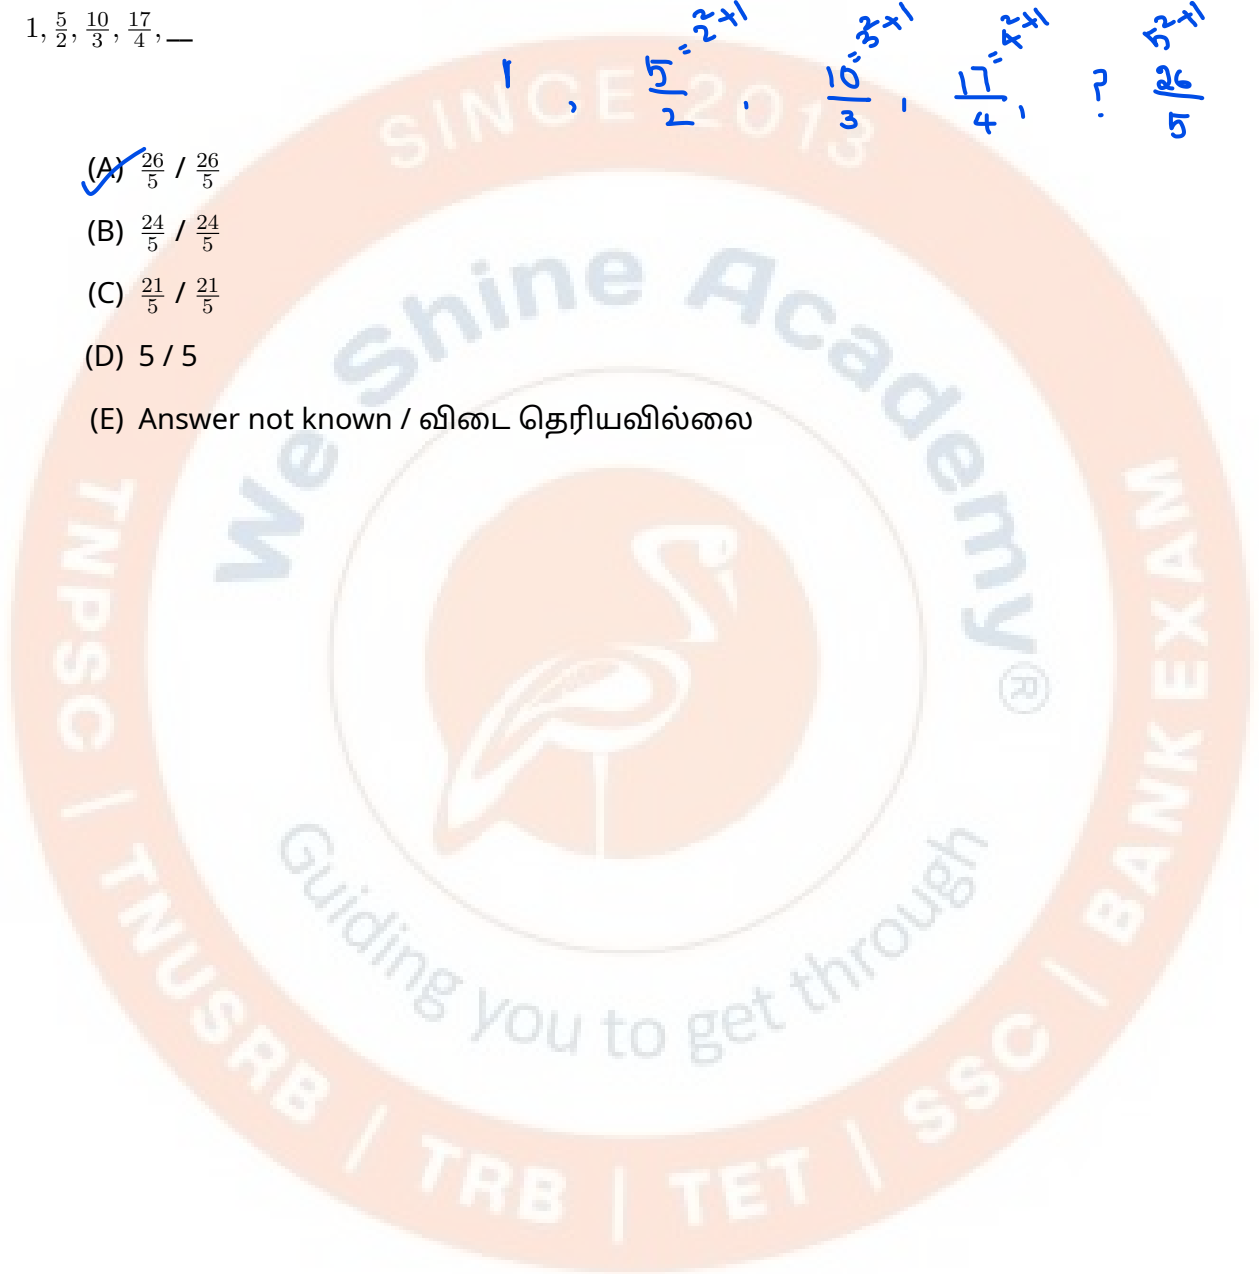 1, 5/2, 10/3, 17/4, __
1, 5/2, 10/3, 17/4, ? 26/5
=2²+1 =3²+1 =4²+1 5²+1
(A) 26/5 / 26/5
(B) 24/5 / 24/5
(C) 21/5 / 21/5
(D) 5 / 5
(E) Answer not known / விடை தெரியவில்லை
SINCE 2013
We Shine Academy®
Guiding you to get through
TNPSC | TNUSRB | TRB | TET | SSC | BANK EXAM